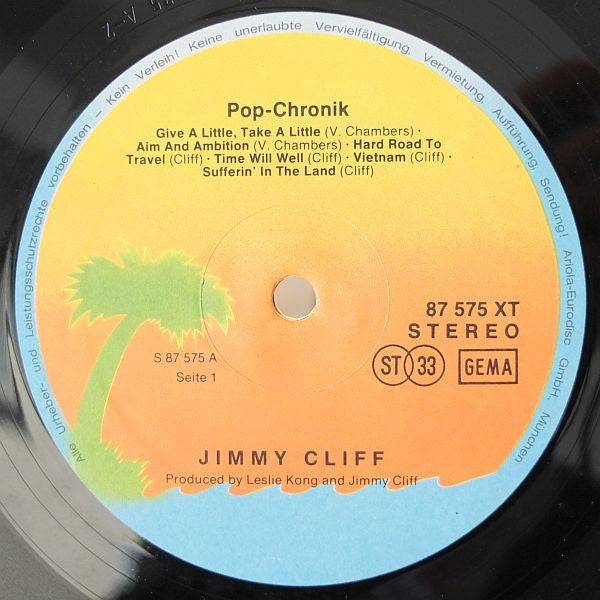 Alle Urheber- und Leistungsschutzrechte vorbehalten – Kein Verleih! Keine unerlaubte Vervielfältigung, Vermietung, Aufführung, Sendung! Ariola-Eurodisc GmbH, München
Pop-Chronik
Give A Little, Take A Little (V. Chambers) ·
Aim And Ambition (V. Chambers) · Hard Road To
Travel (Cliff) · Time Will Well (Cliff) · Vietnam (Cliff) ·
Sufferin' In The Land (Cliff)
87 575 XT
STEREO
S 87 575 A
ST 33 GEMA
Seite 1
JIMMY CLIFF
Produced by Leslie Kong and Jimmy Cliff